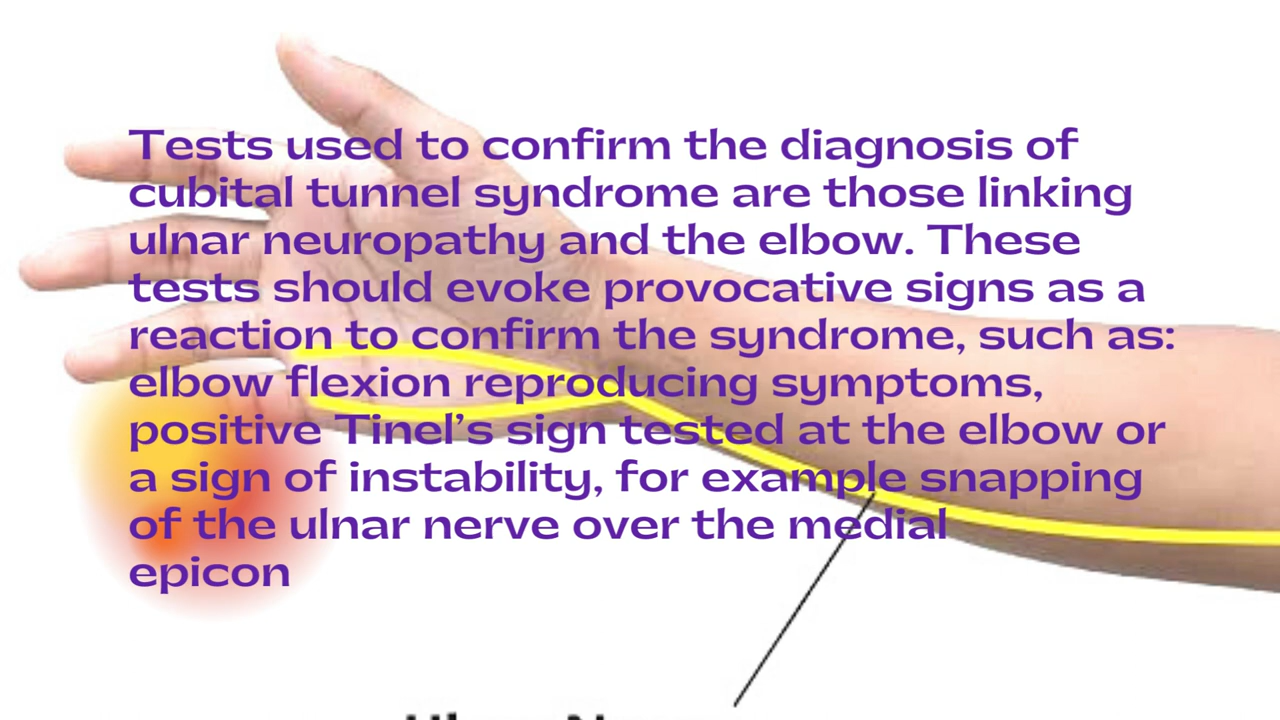 Tests used to confirm the diagnosis of
cubital tunnel syndrome are those linking
ulnar neuropathy and the elbow. These
tests should evoke provocative signs as a
reaction to confirm the syndrome, such as:
elbow flexion reproducing symptoms,
positive Tinel’s sign tested at the elbow or
a sign of instability, for example snapping
of the ulnar nerve over the medial
epicon